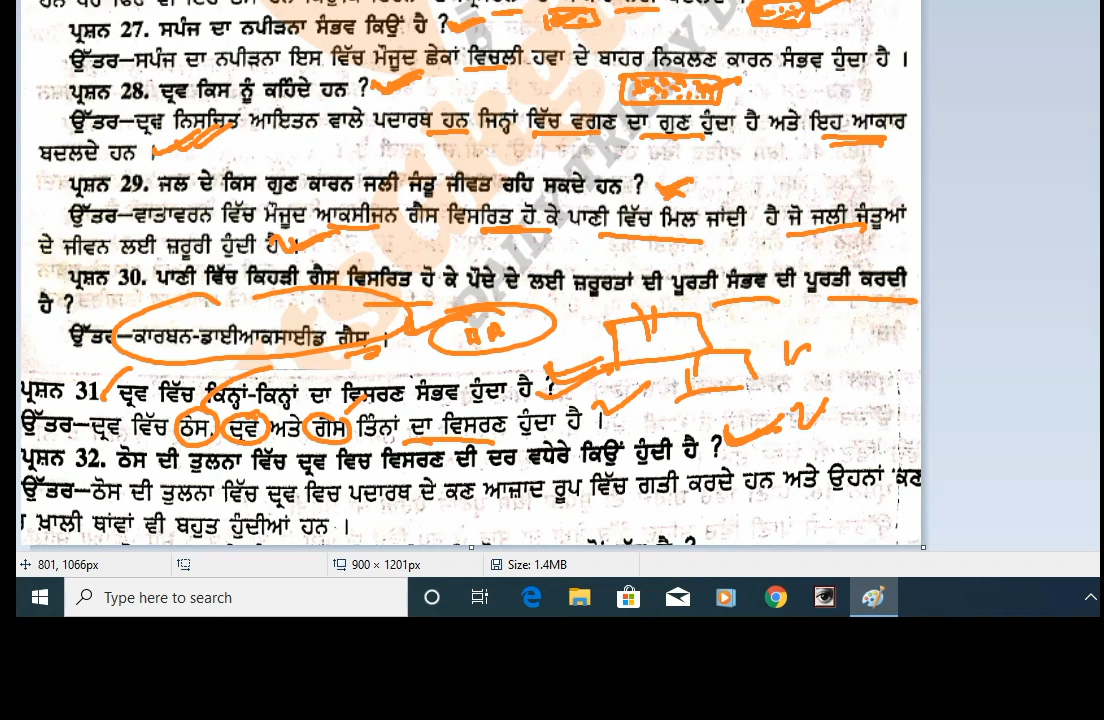 ਪ੍ਰਸ਼ਨ 27. ਸਪੰਜ ਦਾ ਨਪੀੜਨਾ ਸੰਭਵ ਕਿਉਂ ਹੈ ?
ਉੱਤਰ—ਸਪੰਜ ਦਾ ਨਪੀੜਨਾ ਇਸ ਵਿੱਚ ਮੌਜੂਦ ਛੇਕਾਂ ਵਿਚਲੀ ਹਵਾ ਦੇ ਬਾਹਰ ਨਿਕਲਣ ਕਾਰਨ ਸੰਭਵ ਹੁੰਦਾ ਹੈ ।
ਪ੍ਰਸ਼ਨ 28. ਦ੍ਰਵ ਕਿਸ ਨੂੰ ਕਹਿੰਦੇ ਹਨ ?
ਉੱਤਰ—ਦ੍ਰਵ ਨਿਸਚਿਤ ਆਇਤਨ ਵਾਲੇ ਪਦਾਰਥ ਹਨ ਜਿਨ੍ਹਾਂ ਵਿੱਚ ਵਗਣ ਦਾ ਗੁਣ ਹੁੰਦਾ ਹੈ ਅਤੇ ਇਹ ਆਕਾਰ
ਬਦਲਦੇ ਹਨ ।
ਪ੍ਰਸ਼ਨ 29. ਜਲ ਦੇ ਕਿਸ ਗੁਣ ਕਾਰਨ ਜਲੀ ਜੰਤੂ ਜੀਵਤ ਰਹਿ ਸਕਦੇ ਹਨ ?
ਉੱਤਰ—ਵਾਤਾਵਰਨ ਵਿੱਚ ਮੌਜੂਦ ਆਕਸੀਜਨ ਗੈਸ ਵਿਸਰਿਤ ਹੋ ਕੇ ਪਾਣੀ ਵਿੱਚ ਮਿਲ ਜਾਂਦੀ ਹੈ ਜੋ ਜਲੀ ਜੰਤੂਆਂ
ਦੇ ਜੀਵਨ ਲਈ ਜ਼ਰੂਰੀ ਹੁੰਦੀ ਹੈ ।
ਪ੍ਰਸ਼ਨ 30. ਪਾਣੀ ਵਿੱਚ ਕਿਹੜੀ ਗੈਸ ਵਿਸਰਿਤ ਹੋ ਕੇ ਪੌਦੇ ਦੇ ਲਈ ਜ਼ਰੂਰਤਾਂ ਦੀ ਪੂਰਤੀ ਸੰਭਵ ਦੀ ਪੂਰਤੀ ਕਰਦੀ
ਹੈ ?
ਉੱਤਰ—ਕਾਰਬਨ-ਡਾਈਆਕਸਾਈਡ ਗੈਸ ।
ਪ੍ਰਸ਼ਨ 31. ਦ੍ਰਵ ਵਿੱਚ ਕਿਨ੍ਹਾਂ-ਕਿਨ੍ਹਾਂ ਦਾ ਵਿਸਰਣ ਸੰਭਵ ਹੁੰਦਾ ਹੈ ?
ਉੱਤਰ—ਦ੍ਰਵ ਵਿੱਚ ਠੋਸ, ਦ੍ਰਵ ਅਤੇ ਗੈਸ ਤਿੰਨਾਂ ਦਾ ਵਿਸਰਣ ਹੁੰਦਾ ਹੈ ।
ਪ੍ਰਸ਼ਨ 32. ਠੋਸ ਦੀ ਤੁਲਨਾ ਵਿੱਚ ਦ੍ਰਵ ਵਿਚ ਵਿਸਰਣ ਦੀ ਦਰ ਵਧੇਰੇ ਕਿਉਂ ਹੁੰਦੀ ਹੈ ?
ਉੱਤਰ—ਠੋਸ ਦੀ ਤੁਲਨਾ ਵਿੱਚ ਦ੍ਰਵ ਵਿਚ ਪਦਾਰਥ ਦੇ ਕਣ ਆਜ਼ਾਦ ਰੂਪ ਵਿੱਚ ਗਤੀ ਕਰਦੇ ਹਨ ਅਤੇ ਉਹਨਾਂ ਕਣ
ਖ਼ਾਲੀ ਥਾਂਵਾਂ ਵੀ ਬਹੁਤ ਹੁੰਦੀਆਂ ਹਨ ।
801, 1066px
900 × 1201px
Size: 1.4MB
Type here to search